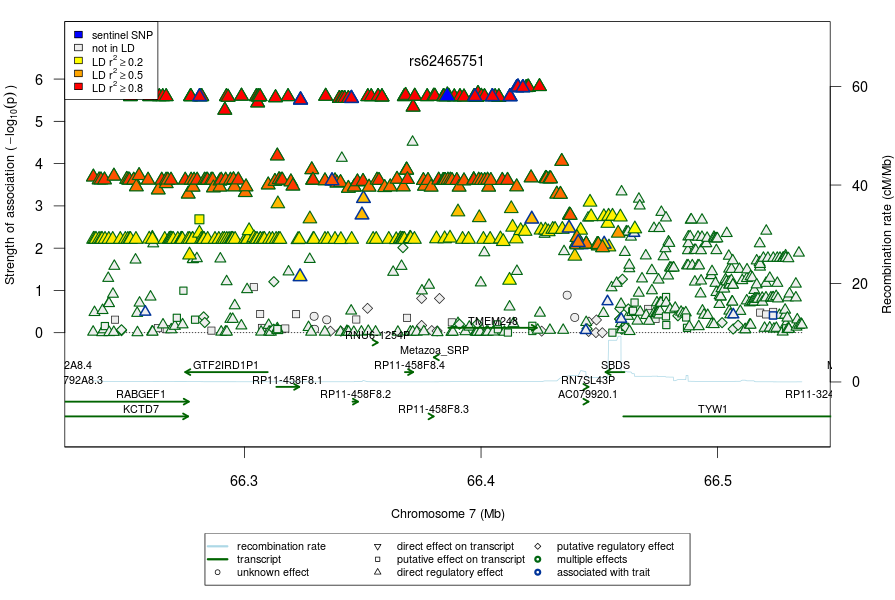 sentinel SNP
not in LD
LD r² ≥ 0.2
LD r² ≥ 0.5
LD r² ≥ 0.8
rs62465751
Strength of association (−log₁₀(p))
6
5
4
3
2
1
0
60
40
20
0
Recombination rate (cM/Mb)
TMEM248
Metazoa_SRP
2A8.4
GTF2IRD1P1
RP11-458F8.4
SBDS
792A8.3
RP11-458F8.1
RN7SL43P
RABGEF1
RP11-458F8.2
AC079920.1
RP11-324
KCTD7
RP11-458F8.3
TYW1
66.3
66.4
66.5
Chromosome 7 (Mb)
recombination rate
direct effect on transcript
putative regulatory effect
transcript
putative effect on transcript
multiple effects
unknown effect
direct regulatory effect
associated with trait